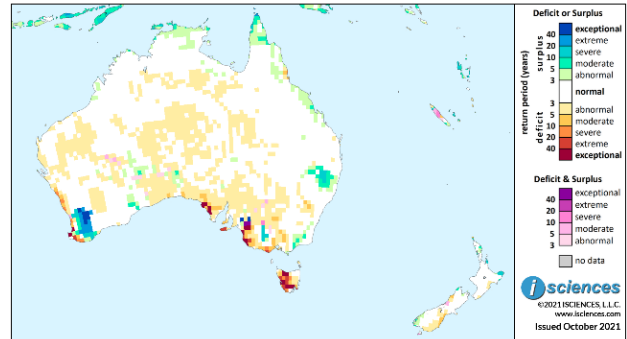 Deficit or Surplus
return period (years)
surplus
deficit
exceptional
40
extreme
20
severe
10
moderate
5
abnormal
3
normal
3
abnormal
5
moderate
10
severe
20
extreme
40
exceptional
Deficit & Surplus
exceptional
40
extreme
20
severe
10
moderate
5
abnormal
3
no data
isciences
©2021 ISCIENCES, L.L.C.
www.isciences.com
Issued October 2021